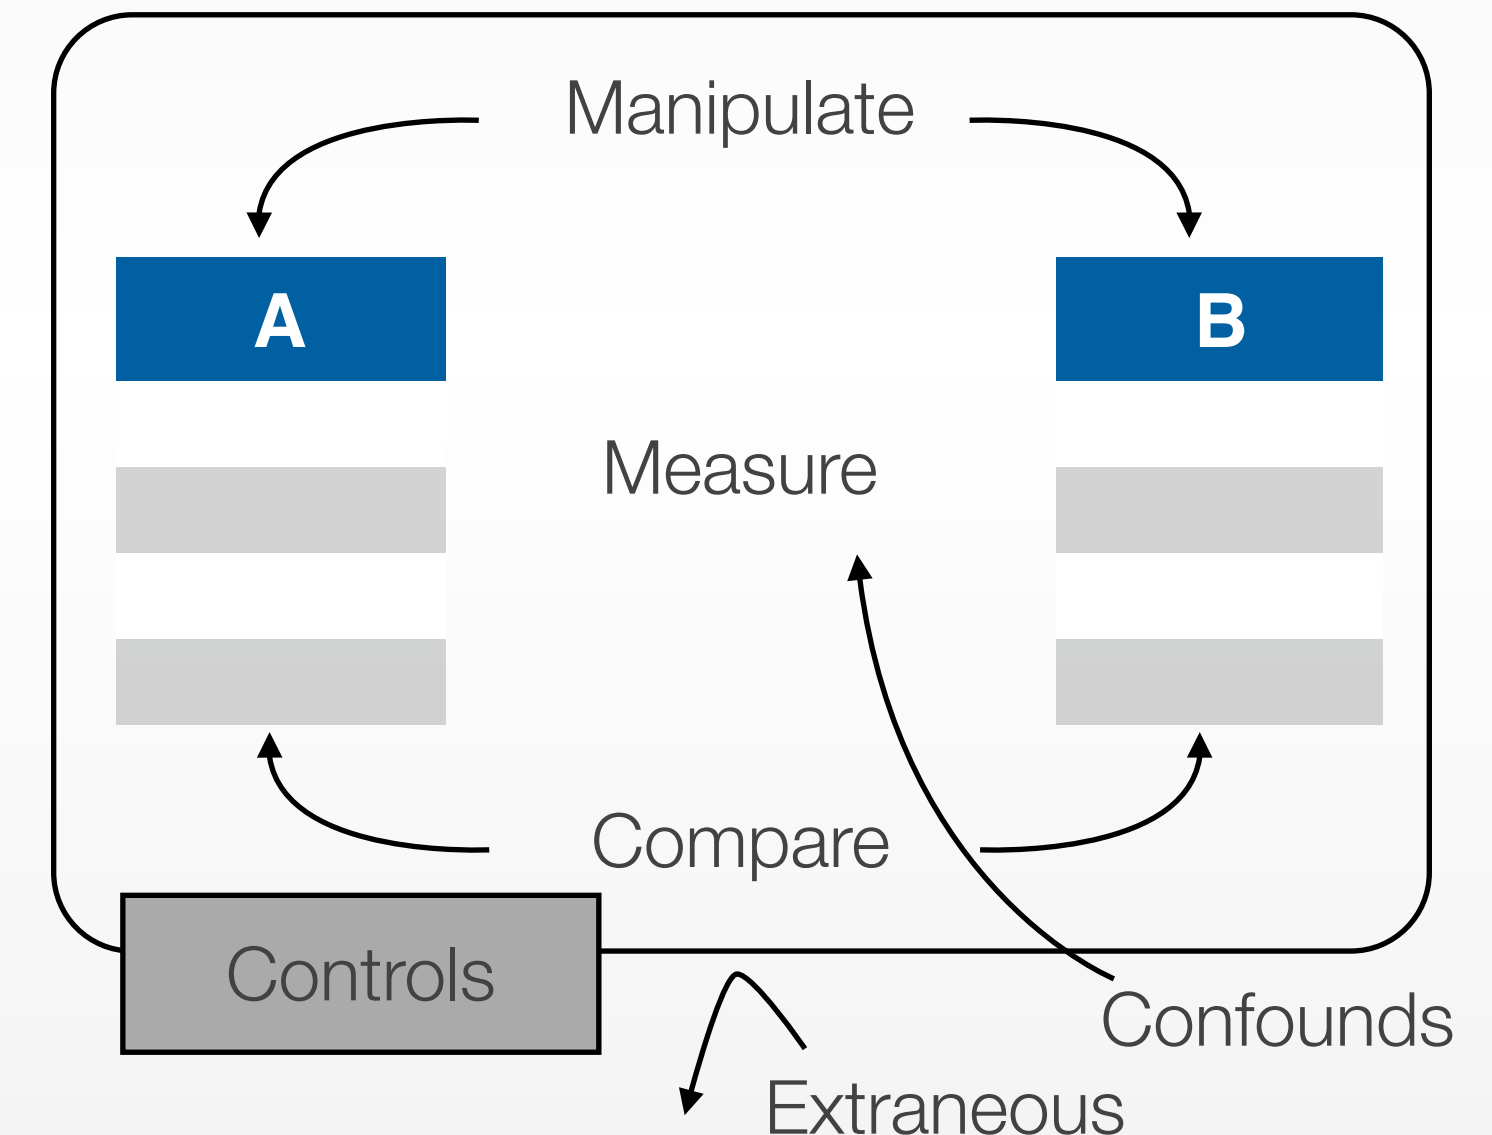 Manipulate
A
B
Measure
Compare
Controls
Confounds
Extraneous